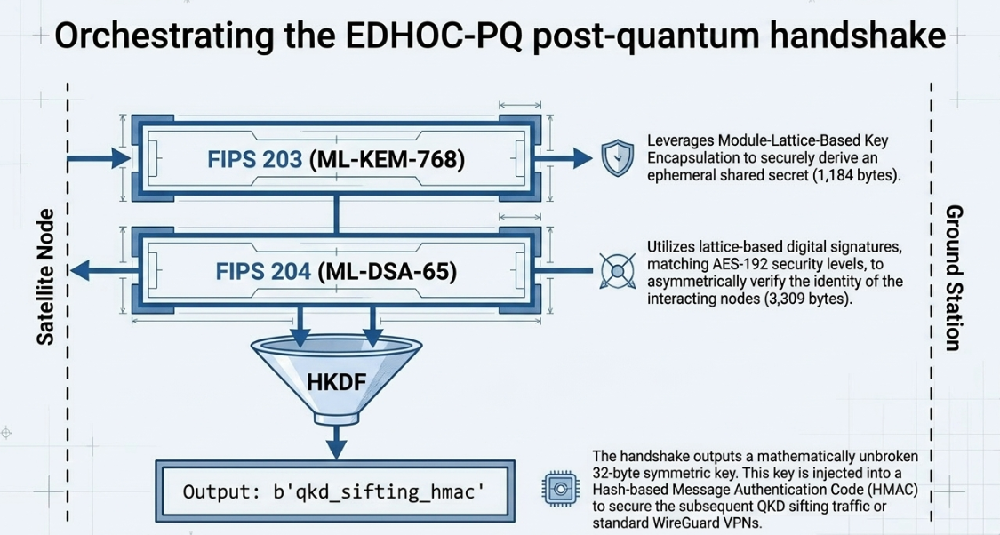 Orchestrating the EDHOC-PQ post-quantum handshake
Satellite Node
FIPS 203 (ML-KEM-768)
Leverages Module-Lattice-Based Key
Encapsulation to securely derive an
ephemeral shared secret (1,184 bytes).
FIPS 204 (ML-DSA-65)
Utilizes lattice-based digital signatures,
matching AES-192 security levels, to
asymmetrically verify the identity of the
interacting nodes (3,309 bytes).
Ground Station
HKDF
Output: b'qkd_sifting_hmac'
The handshake outputs a mathematically unbroken
32-byte symmetric key. This key is injected into a
Hash-based Message Authentication Code (HMAC)
to secure the subsequent QKD sifting traffic or
standard WireGuard VPNs.